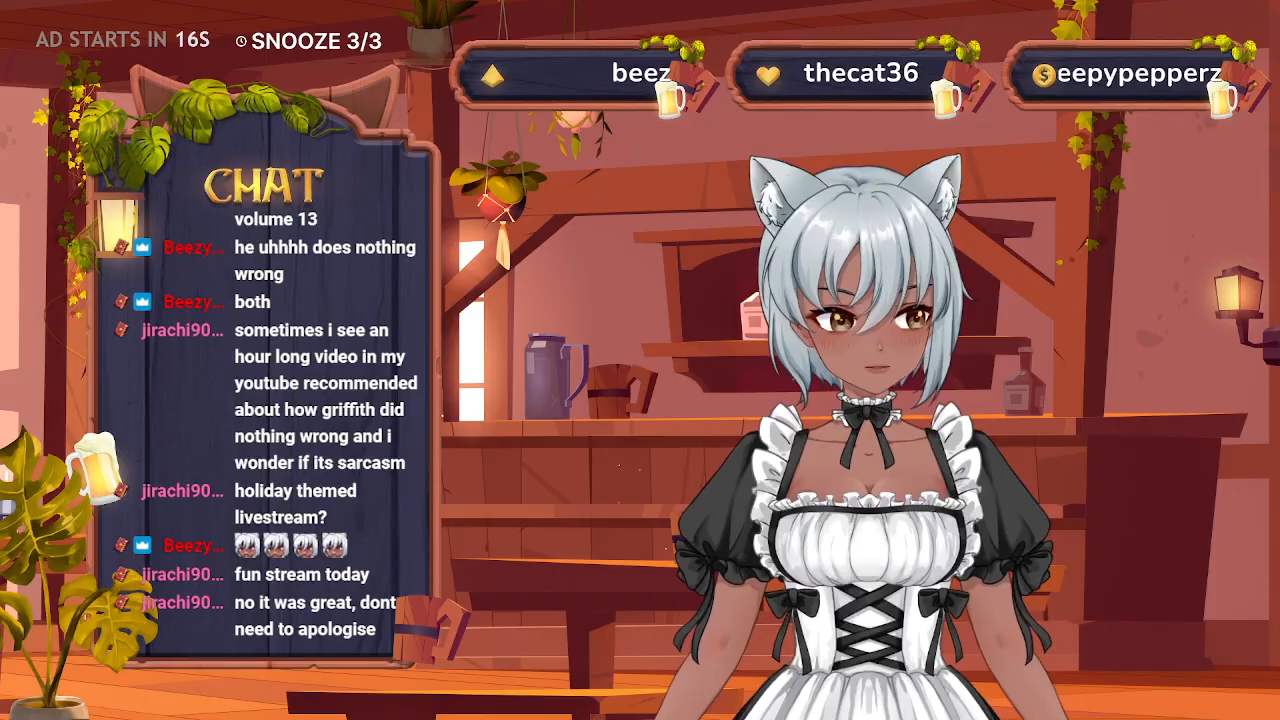 AD STARTS IN 16S SNOOZE 3/3
beez
thecat36
eepypepperz
CHAT
volume 13
Beezy... he uhhhh does nothing
wrong
Beezy... both
jirachi90... sometimes i see an
hour long video in my
youtube recommended
about how griffith did
nothing wrong and i
wonder if its sarcasm
jirachi90... holiday themed
livestream?
Beezy...
jirachi90... fun stream today
jirachi90... no it was great, dont
need to apologise